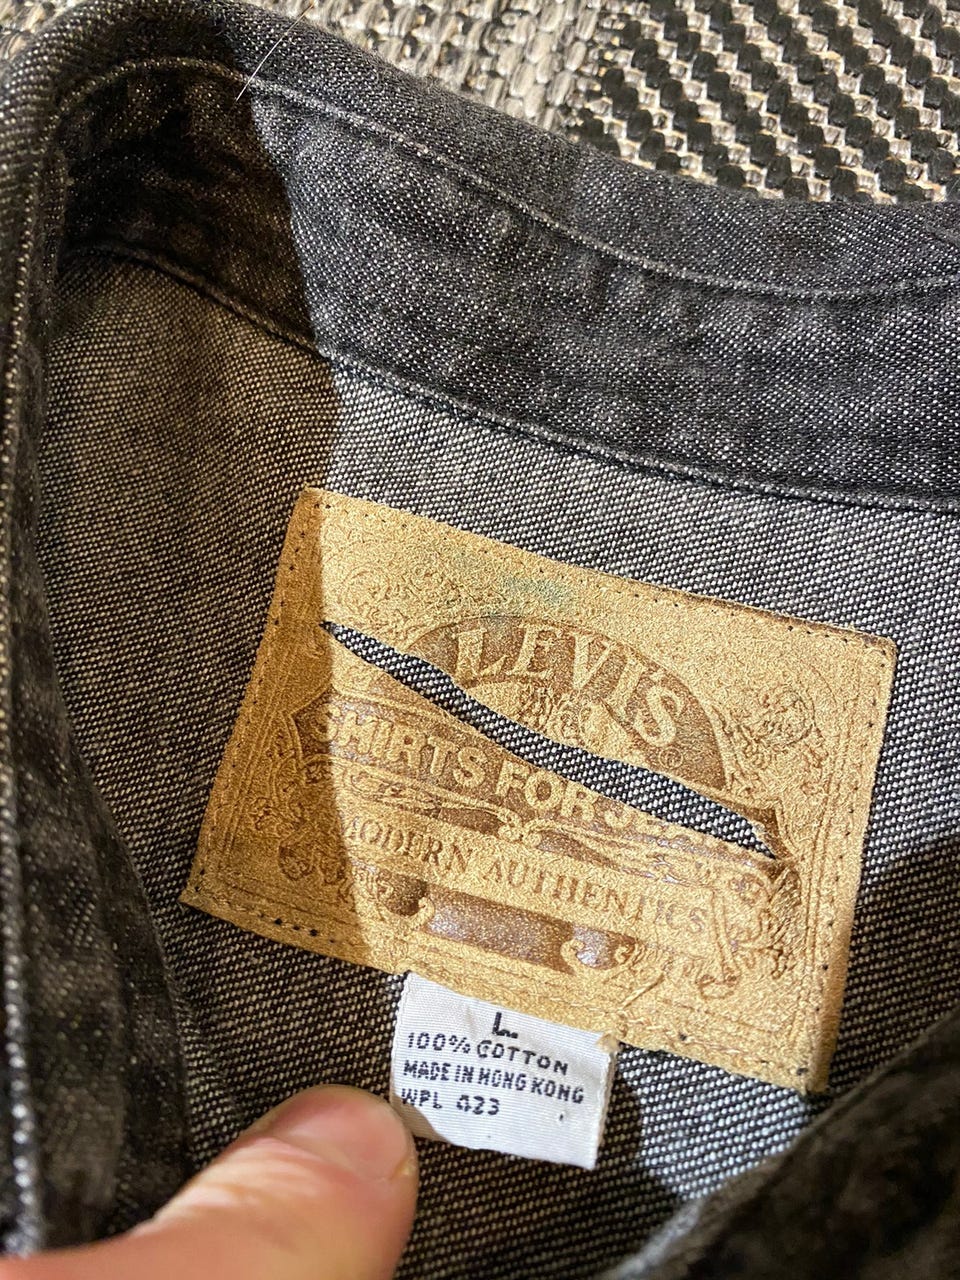 LEVI'S
SHIRTS FOR
MODERN AUTHENTICS
L
100% COTTON
MADE IN HONG KONG
WPL 423